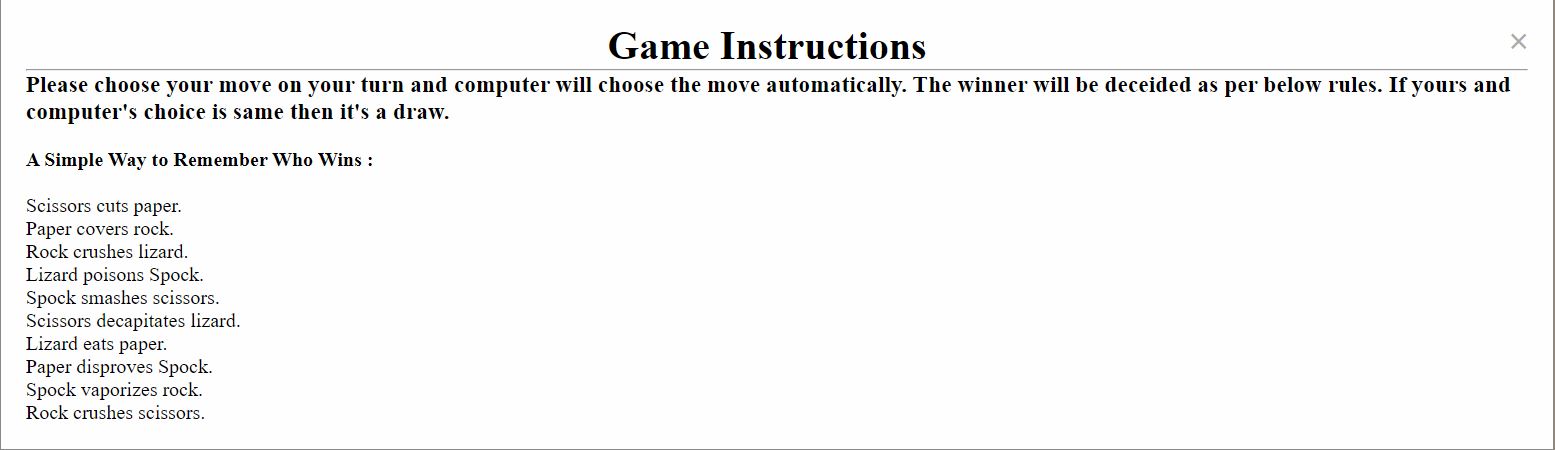 Game Instructions
×
Please choose your move on your turn and computer will choose the move automatically. The winner will be deceided as per below rules. If yours and
computer's choice is same then it's a draw.
A Simple Way to Remember Who Wins :
Scissors cuts paper.
Paper covers rock.
Rock crushes lizard.
Lizard poisons Spock.
Spock smashes scissors.
Scissors decapitates lizard.
Lizard eats paper.
Paper disproves Spock.
Spock vaporizes rock.
Rock crushes scissors.